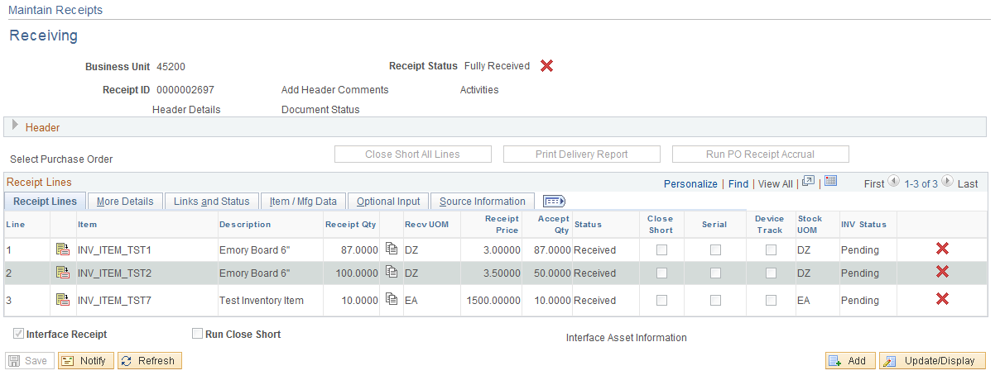 Maintain Receipts
Receiving
Business Unit 45200 Receipt Status Fully Received
Receipt ID 0000002697 Add Header Comments Activities
Header Details Document Status
Header
Select Purchase Order Close Short All Lines Print Delivery Report Run PO Receipt Accrual
Receipt Lines Personalize | Find | View All | | First 1-3 of 3 Last
Receipt Lines More Details Links and Status Item / Mfg Data Optional Input Source Information
Line Item Description Receipt Qty Recv UOM Receipt Price Accept Qty Status Close Short Serial Device Track Stock UOM INV Status
1 INV_ITEM_TST1 Emory Board 6" 87.0000 DZ 3.00000 87.0000 Received DZ Pending
2 INV_ITEM_TST2 Emory Board 6" 100.0000 DZ 3.50000 50.0000 Received DZ Pending
3 INV_ITEM_TST7 Test Inventory Item 10.0000 EA 1500.00000 10.0000 Received EA Pending
Interface Receipt Run Close Short Interface Asset Information
Save Notify Refresh Add Update/Display